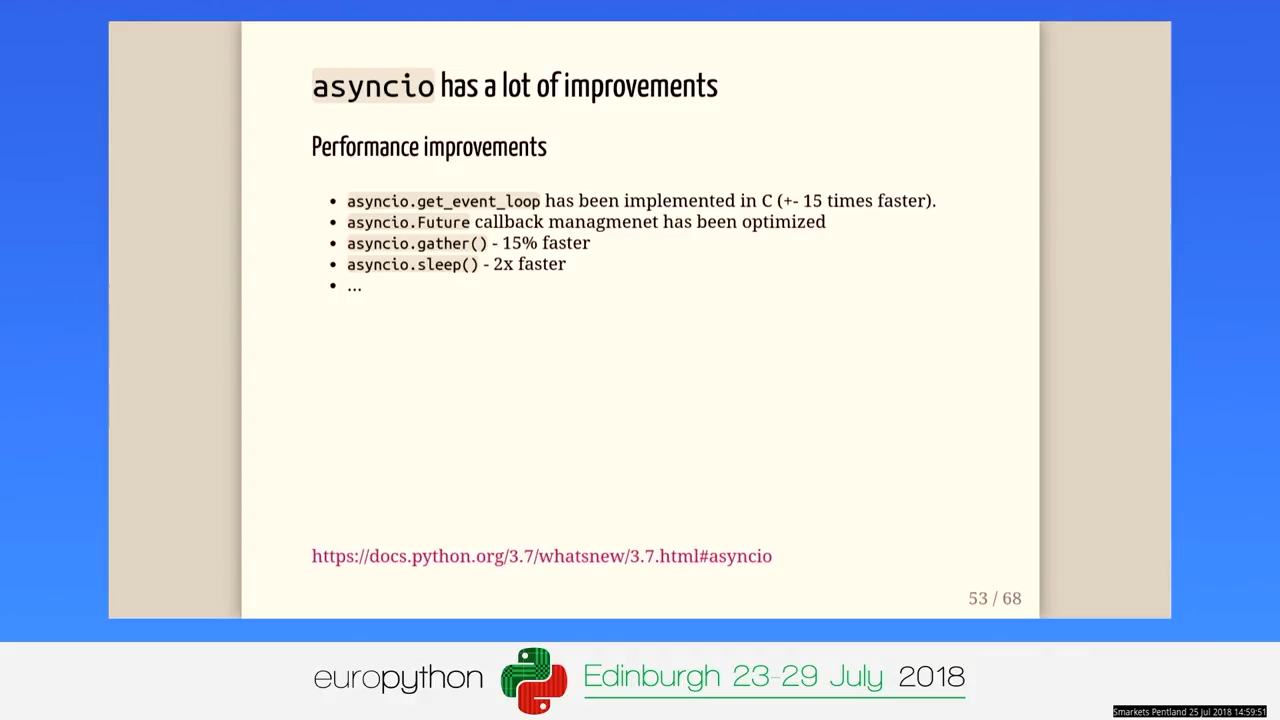 asyncio has a lot of improvements
Performance improvements
• asyncio.get_event_loop has been implemented in C (+- 15 times faster).
• asyncio.Future callback managmenet has been optimized
• asyncio.gather() - 15% faster
• asyncio.sleep() - 2x faster
• ...
https://docs.python.org/3.7/whatsnew/3.7.html#asyncio
53 / 68
europython Edinburgh 23-29 July 2018
Smarkets Pentland 25 Jul 2018 14:59:51